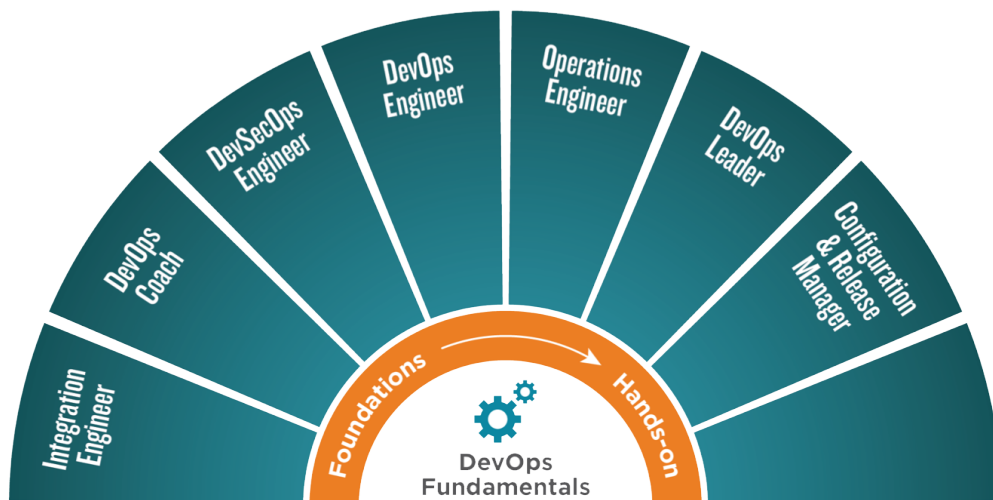 Integration
Engineer
DevOps
Coach
DevSecOps
Engineer
DevOps
Engineer
Operations
Engineer
DevOps
Leader
Configuration
& Release
Manager
Foundations
Hands-on
DevOps
Fundamentals